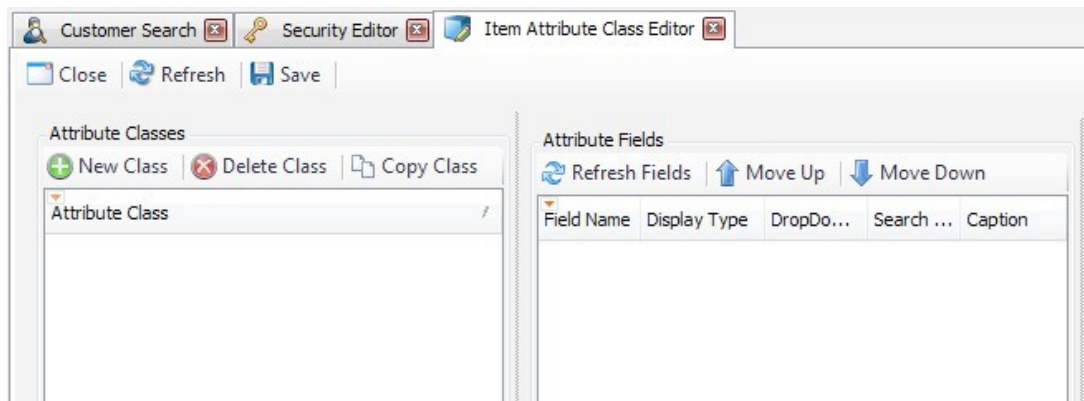 Customer Search Security Editor Item Attribute Class Editor
Close Refresh Save
Attribute Classes
New Class Delete Class Copy Class
Attribute Class
Attribute Fields
Refresh Fields Move Up Move Down
Field Name Display Type DropDo... Search ... Caption